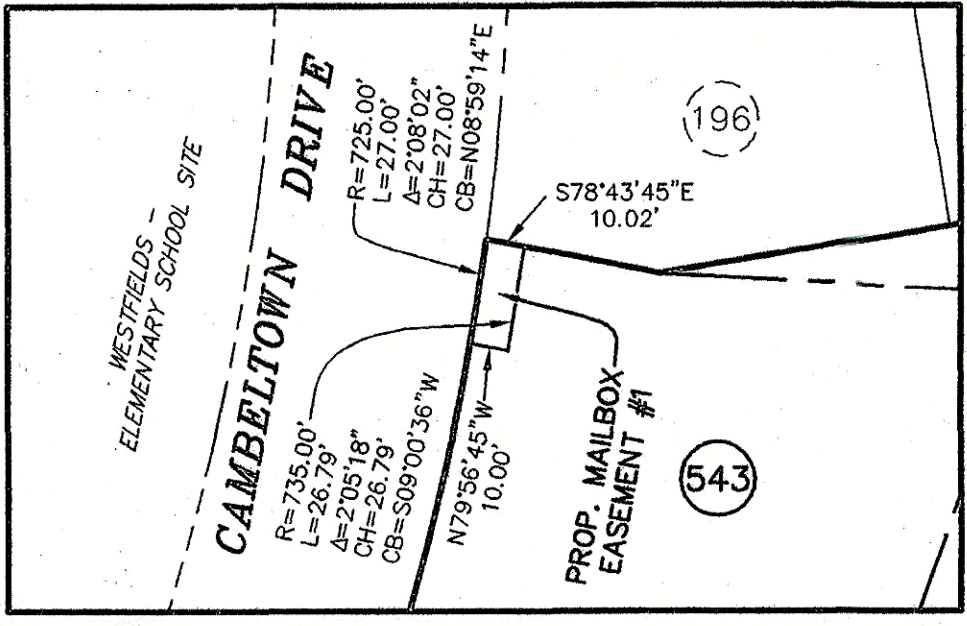 WESTFIELDS –
ELEMENTARY SCHOOL SITE
CAMBELTOWN DRIVE
R=725.00'
L=27.00'
Δ=2°08'02"
CH=27.00'
CB=N08°59'14"E
196
S78°43'45"E
10.02'
R=735.00'
L=26.79'
Δ=2°05'18"
CH=26.79'
CB=S09°00'36"W
N79°56'45"W
10.00'
PROP. MAILBOX
EASEMENT #1
543